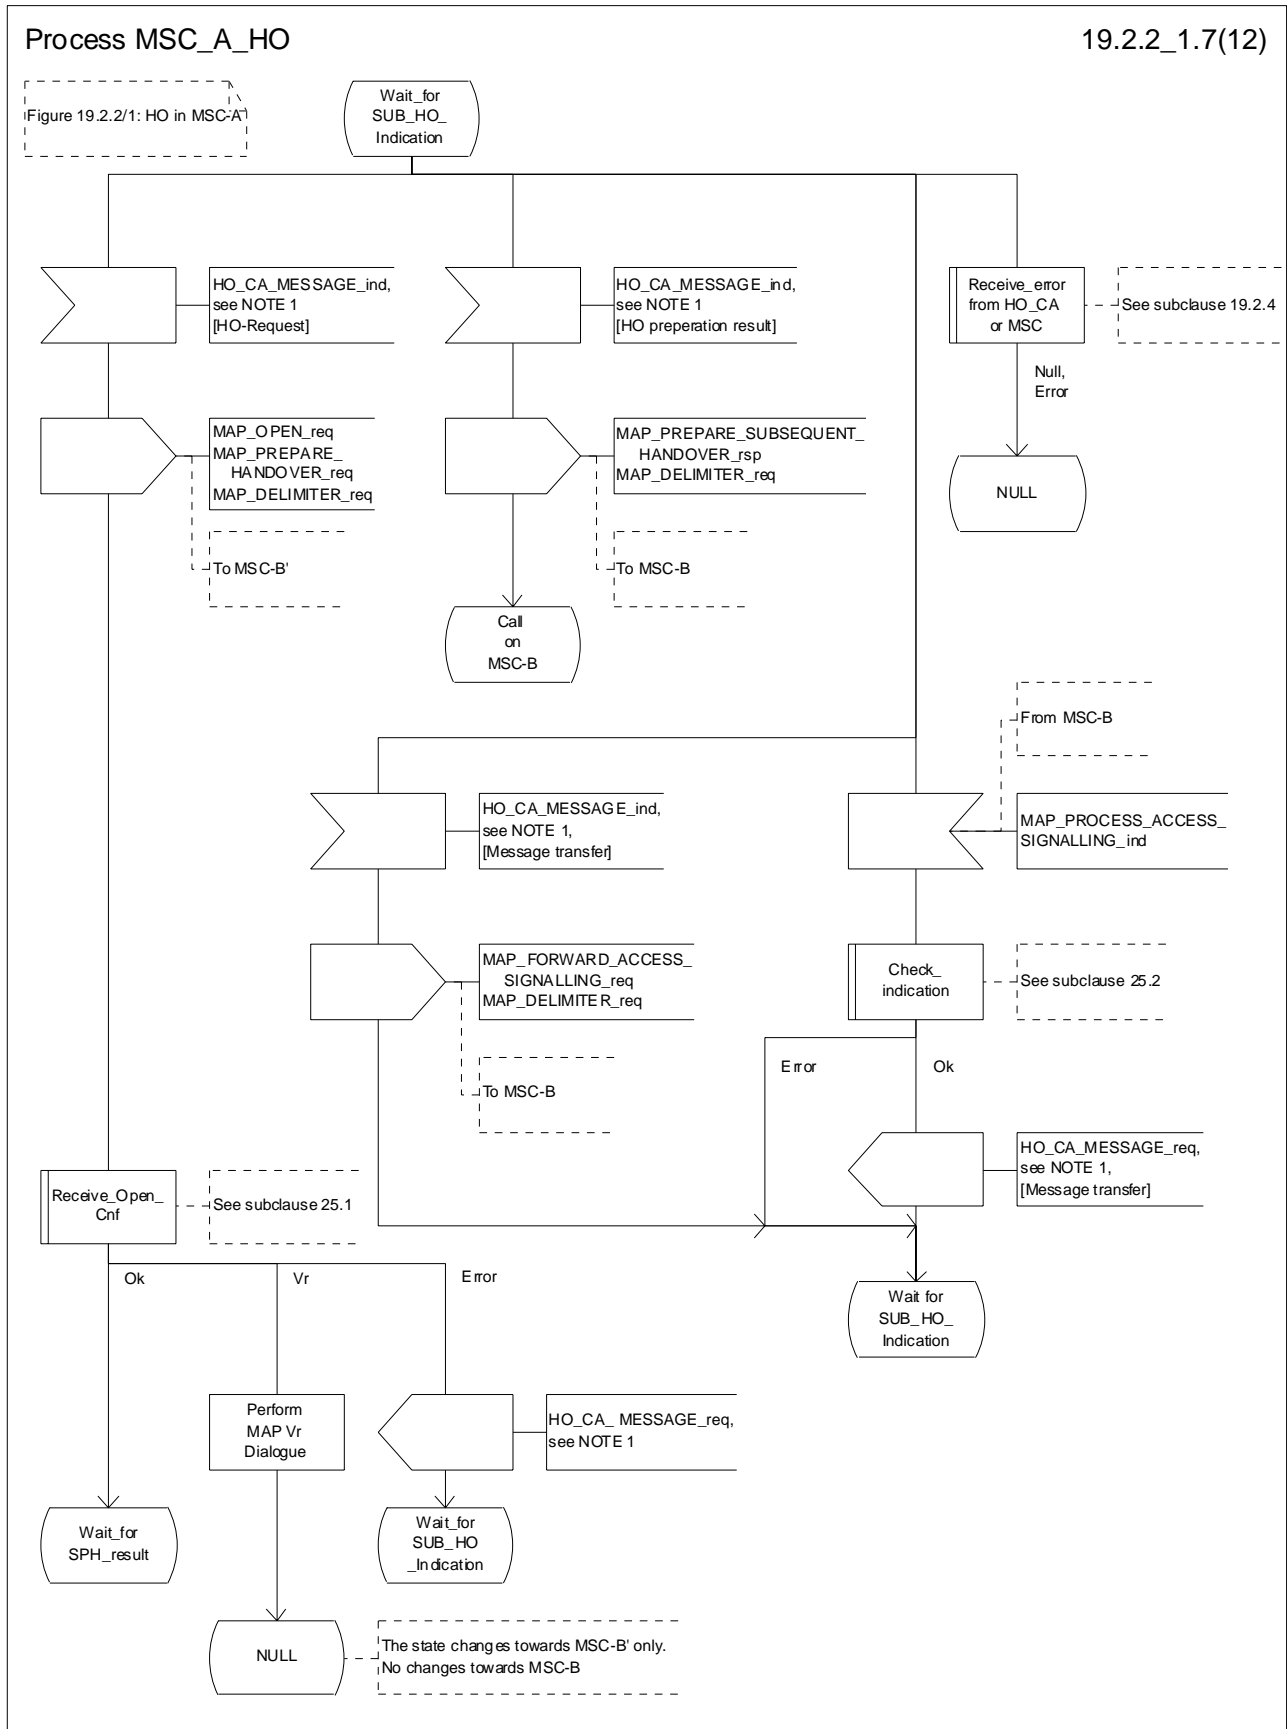 Process MSC_A_HO
19.2.2_1.7(12)
Figure 19.2.2/1: HO in MSC-A
Wait_for
SUB_HO_
Indication
HO_CA_MESSAGE_ind,
see NOTE 1
[HO-Request]
HO_CA_MESSAGE_ind,
see NOTE 1
[HO preperation result]
Receive_error
from HO_CA
or MSC
See subclause 19.2.4
Null,
Error
MAP_OPEN_req
MAP_PREPARE_
HANDOVER_req
MAP_DELIMITER_req
MAP_PREPARE_SUBSEQUENT_
HANDOVER_rsp
MAP_DELIMITER_req
NULL
To MSC-B'
To MSC-B
Call
on
MSC-B
From MSC-B
HO_CA_MESSAGE_ind,
see NOTE 1,
[Message transfer]
MAP_PROCESS_ACCESS_
SIGNALLING_ind
MAP_FORWARD_ACCESS_
SIGNALLING_req
MAP_DELIMITER_req
Check_
indication
See subclause 25.2
Error
Ok
To MSC-B
HO_CA_MESSAGE_req,
see NOTE 1,
[Message transfer]
Receive_Open_
Cnf
See subclause 25.1
Ok
Vr
Error
Wait for
SUB_HO_
Indication
Perform
MAP Vr
Dialogue
HO_CA_ MESSAGE_req,
see NOTE 1
Wait_for
SPH_result
Wait_for
SUB_HO
_Indication
NULL
The state changes towards MSC-B' only.
No changes towards MSC-B